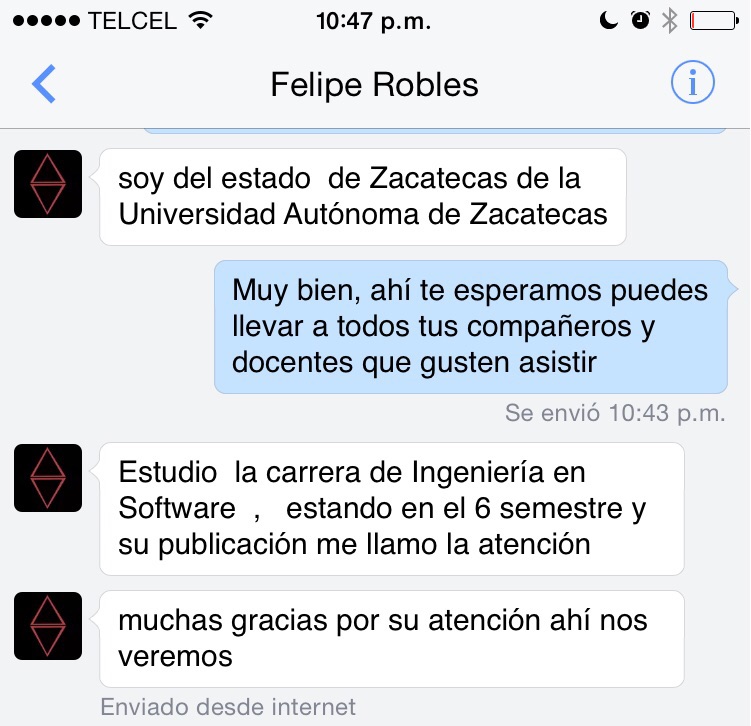 TELCEL 10:47 p.m.
Felipe Robles
soy del estado  de Zacatecas de la
Universidad Autónoma de Zacatecas
Muy bien, ahí te esperamos puedes
llevar a todos tus compañeros y
docentes que gusten asistir
Se envió 10:43 p.m.
Estudio  la carrera de Ingeniería en
Software  ,   estando en el 6 semestre y
su publicación me llamo la atención
muchas gracias por su atención ahí nos
veremos
Enviado desde internet